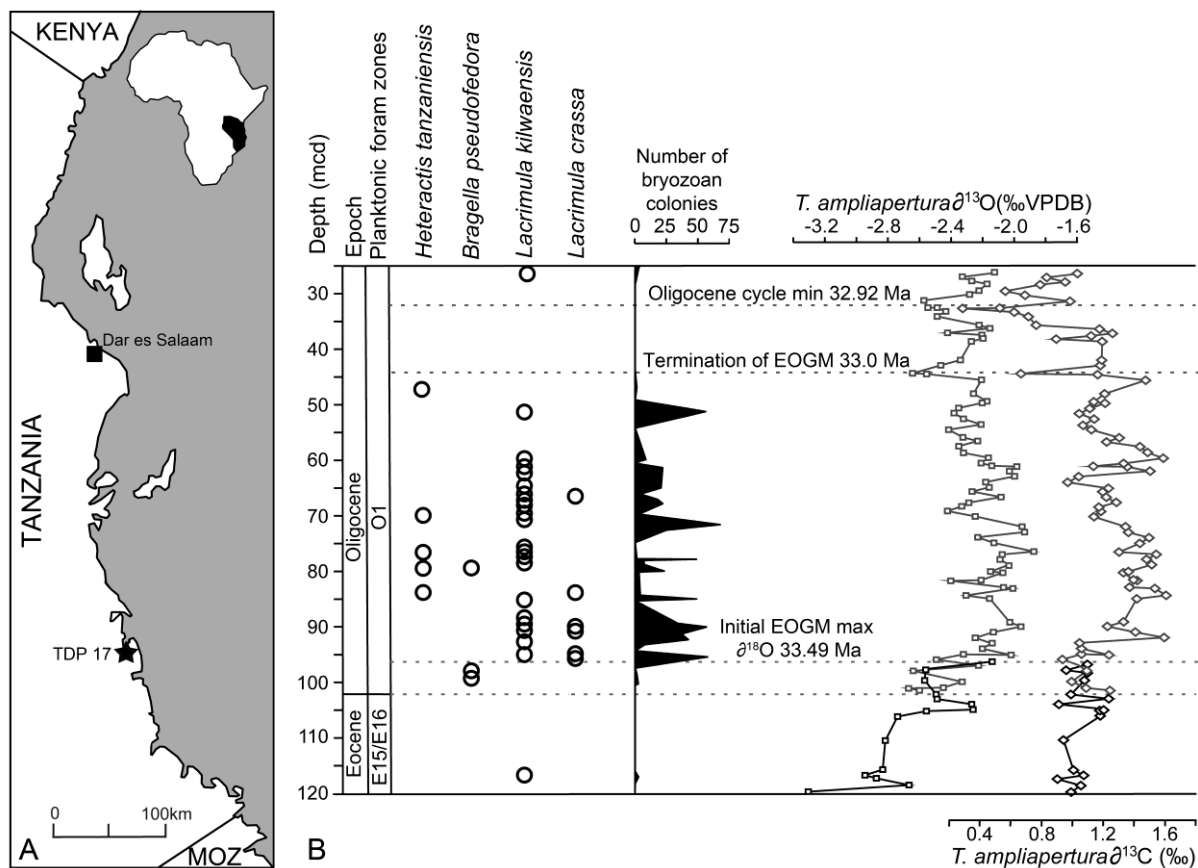 KENYA
Dar es Salaam
TANZANIA
TDP 17
0 100km
A
MOZ
Depth (mcd)
Epoch
Planktonic foram zones
Heteractis tanzaniensis
Bragella pseudofedora
Lacrimula kilwaensis
Lacrimula crassa
Number of
bryozoan
colonies
0 25 50 75
T. ampliapertura∂¹³O(‰VPDB)
-3.2 -2.8 -2.4 -2.0 -1.6
30
40
50
60
70
80
90
100
110
120
Oligocene
Eocene
O1
E15/E16
Oligocene cycle min 32.92 Ma
Termination of EOGM 33.0 Ma
Initial EOGM max
∂¹⁸O 33.49 Ma
B
0.4 0.8 1.2 1.6
T. ampliapertura∂¹³C (‰)